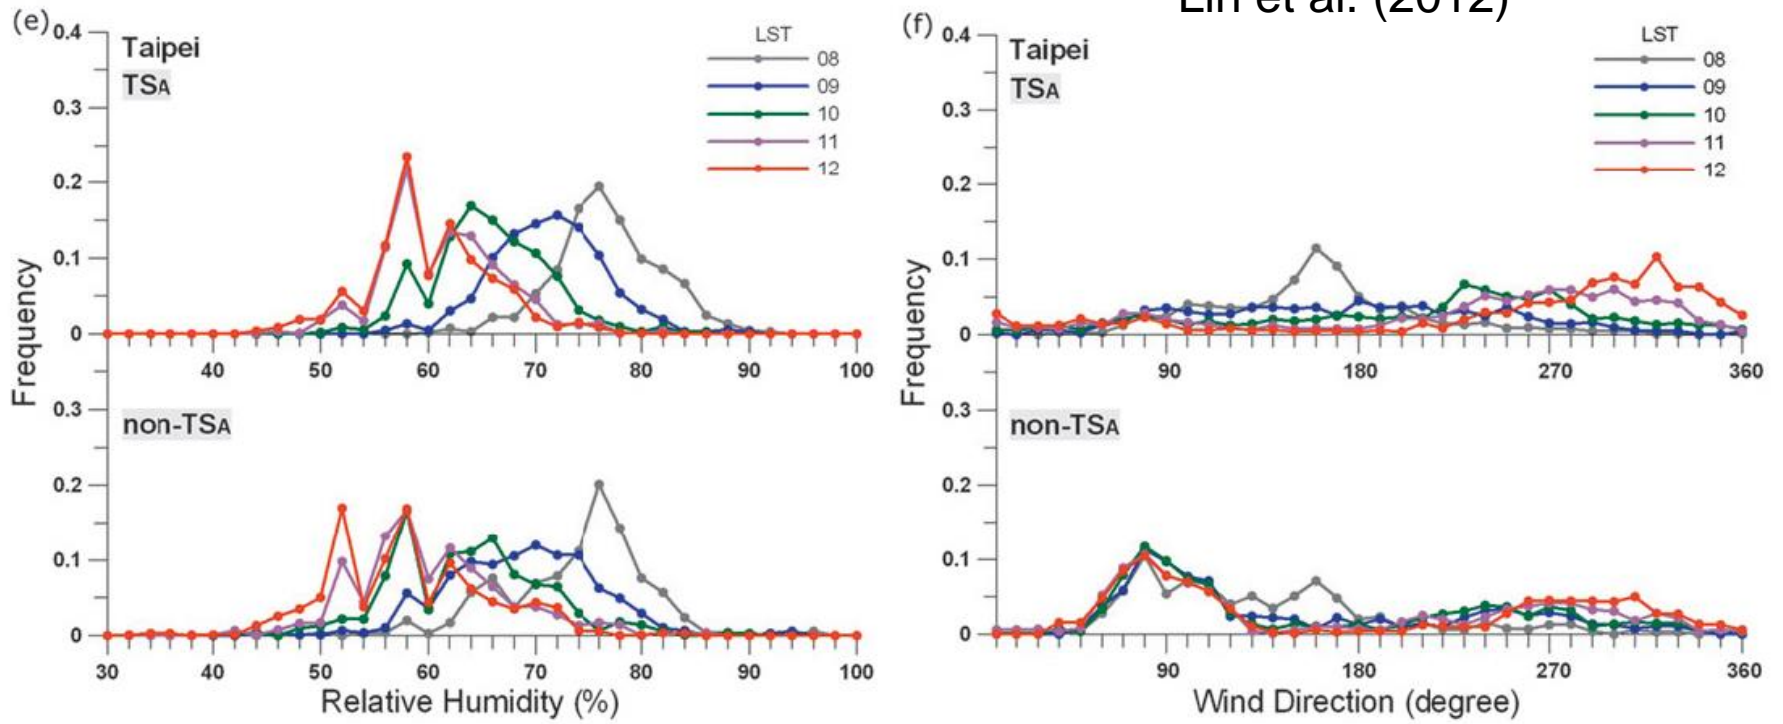 Lin et al. (2012)
(e)
0.4
Taipei
TSA
LST
08
09
10
11
12
0.3
0.2
0.1
0
40 50 60 70 80 90 100
Frequency
non-TSA
0.3
0.2
0.1
0
30 40 50 60 70 80 90 100
Relative Humidity (%)
(f)
0.4
Taipei
TSA
LST
08
09
10
11
12
0.3
0.2
0.1
0
90 180 270 360
Frequency
non-TSA
0.3
0.2
0.1
0
90 180 270 360
Wind Direction (degree)